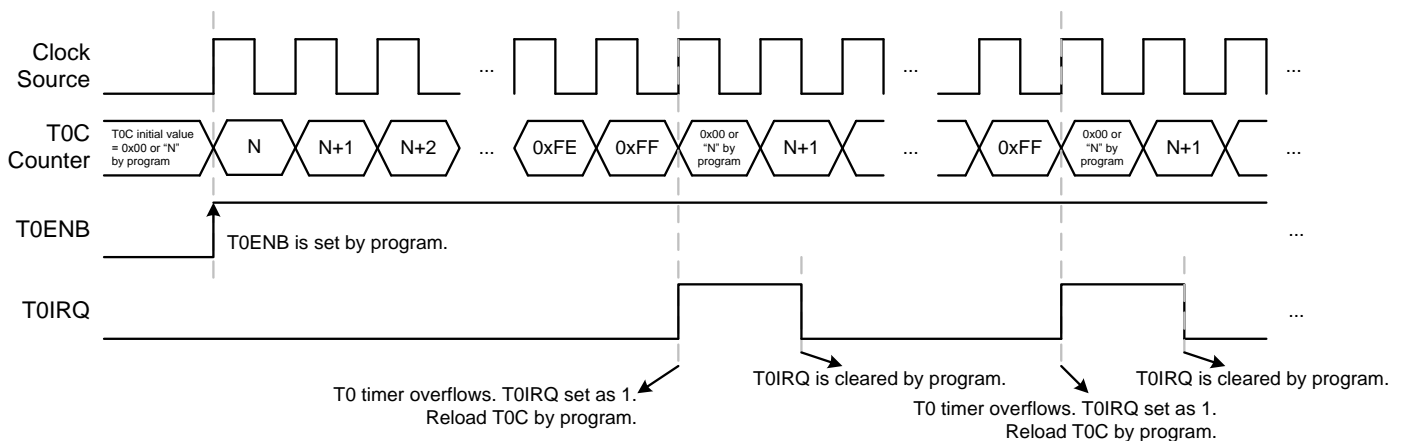 Clock
Source
...
...
...
T0C
Counter
T0C initial value
= 0x00 or “N”
by program
N
N+1
N+2
...
0xFE
0xFF
0x00 or
“N” by
program
N+1
...
0xFF
0x00 or
“N” by
program
N+1
...
T0ENB
T0ENB is set by program.
...
T0IRQ
...
T0 timer overflows. T0IRQ set as 1.
Reload T0C by program.
T0IRQ is cleared by program.
T0 timer overflows. T0IRQ set as 1.
Reload T0C by program.
T0IRQ is cleared by program.